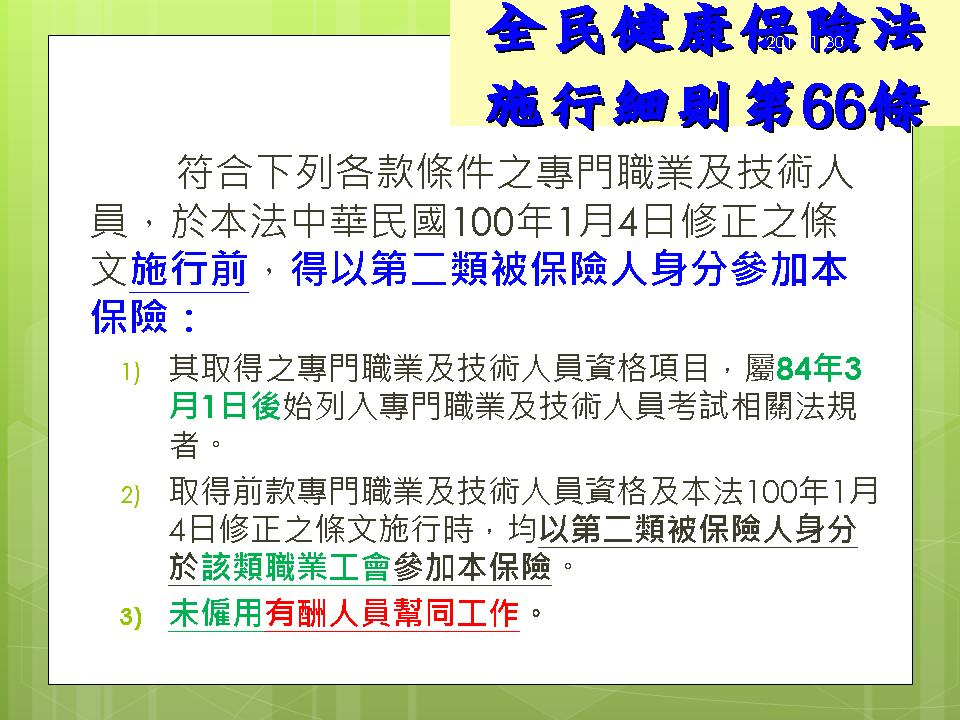 全民健康保險法
施行細則第66條
符合下列各款條件之專門職業及技術人
員，於本法中華民國100年1月4日修正之條
文施行前，得以第二類被保險人身分參加本
保險：
1) 其取得之專門職業及技術人員資格項目，屬84年3
月1日後始列入專門職業及技術人員考試相關法規
者。
2) 取得前款專門職業及技術人員資格及本法100年1月
4日修正之條文施行時，均以第二類被保險人身分
於該類職業工會參加本保險。
3) 未僱用有酬人員幫同工作。